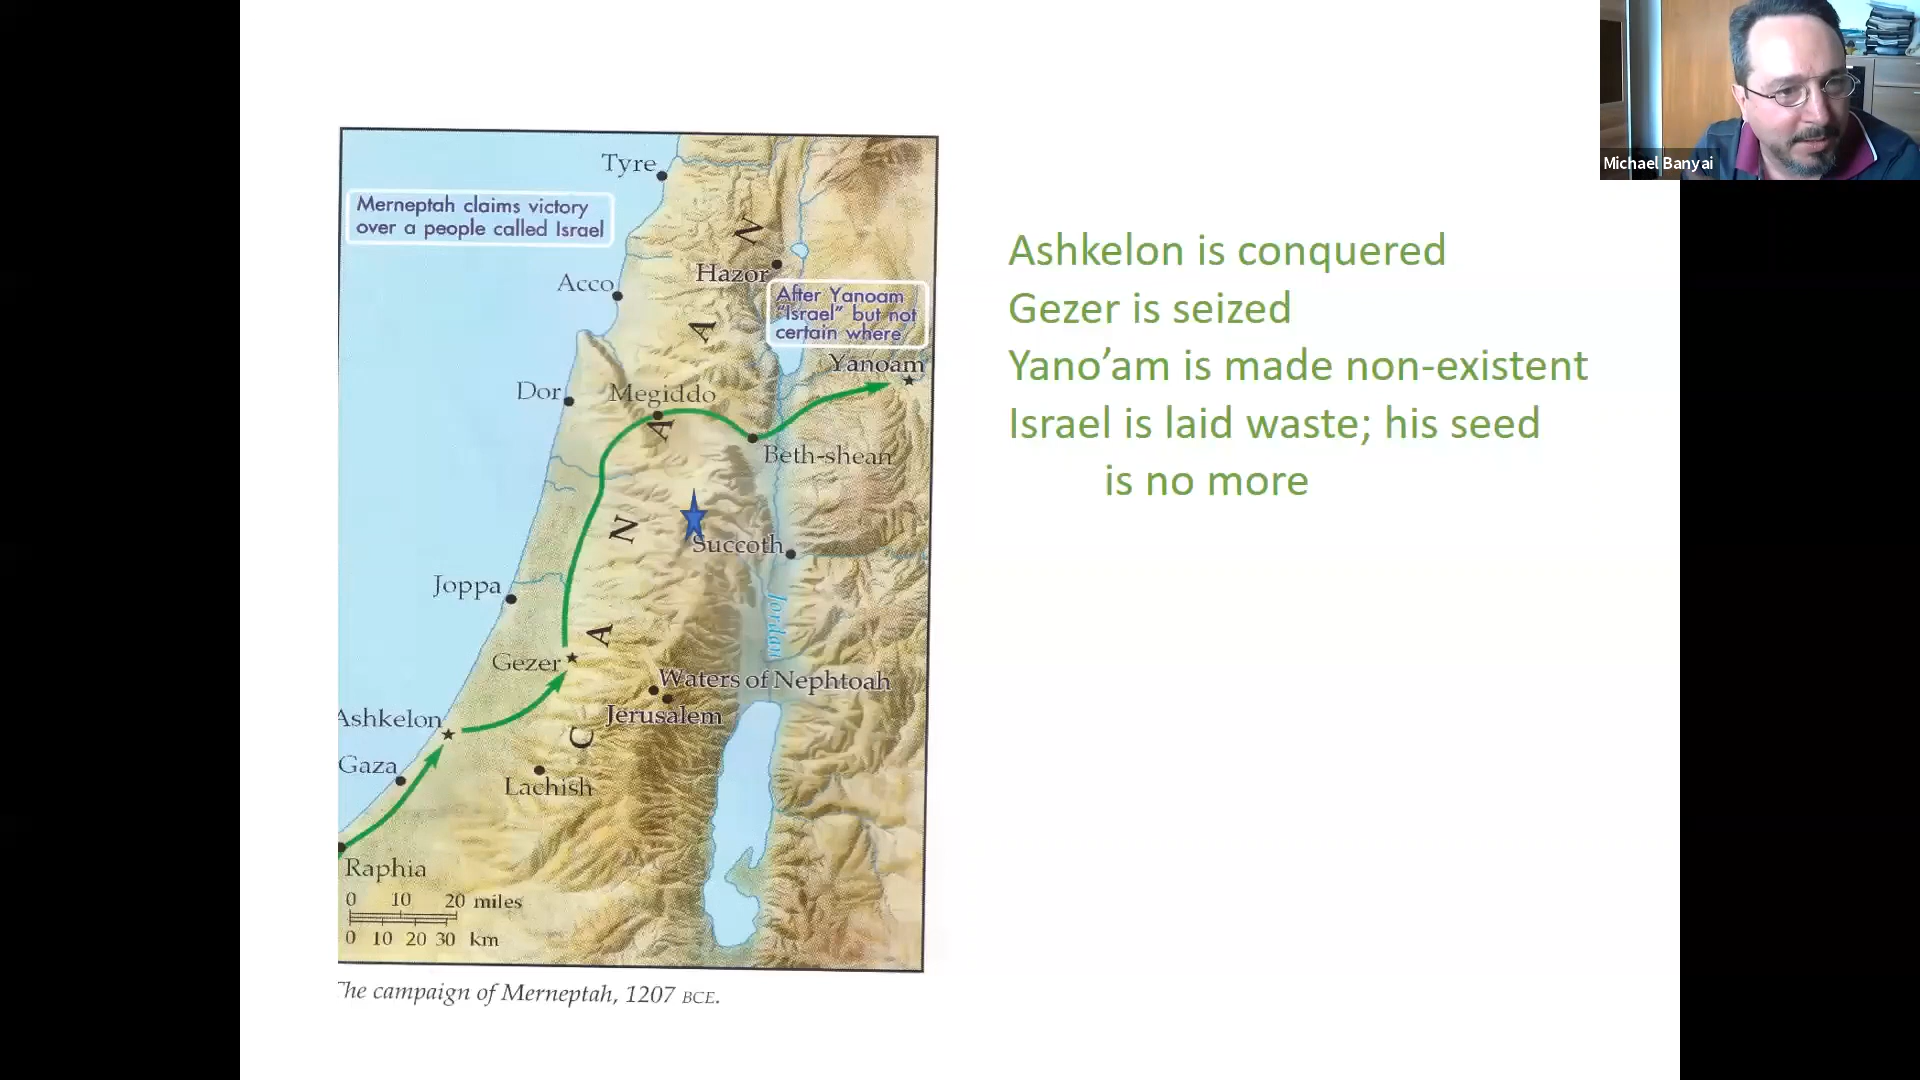 Michael Banyai
Tyre
Merneptah claims victory
over a people called Israel
Hazor
Acco
After Yanoam
"Israel" but not
certain where
Yanoam
Dor
Megiddo
Beth-shean
Succoth
Joppa
Jordan
Gezer
Waters of Nephtoah
Jerusalem
Ashkelon
Gaza
Lachish
Raphia
CANAAN
0 10 20 miles
0 10 20 30 km
he campaign of Merneptah, 1207 BCE.
Ashkelon is conquered
Gezer is seized
Yano’am is made non-existent
Israel is laid waste; his seed
is no more